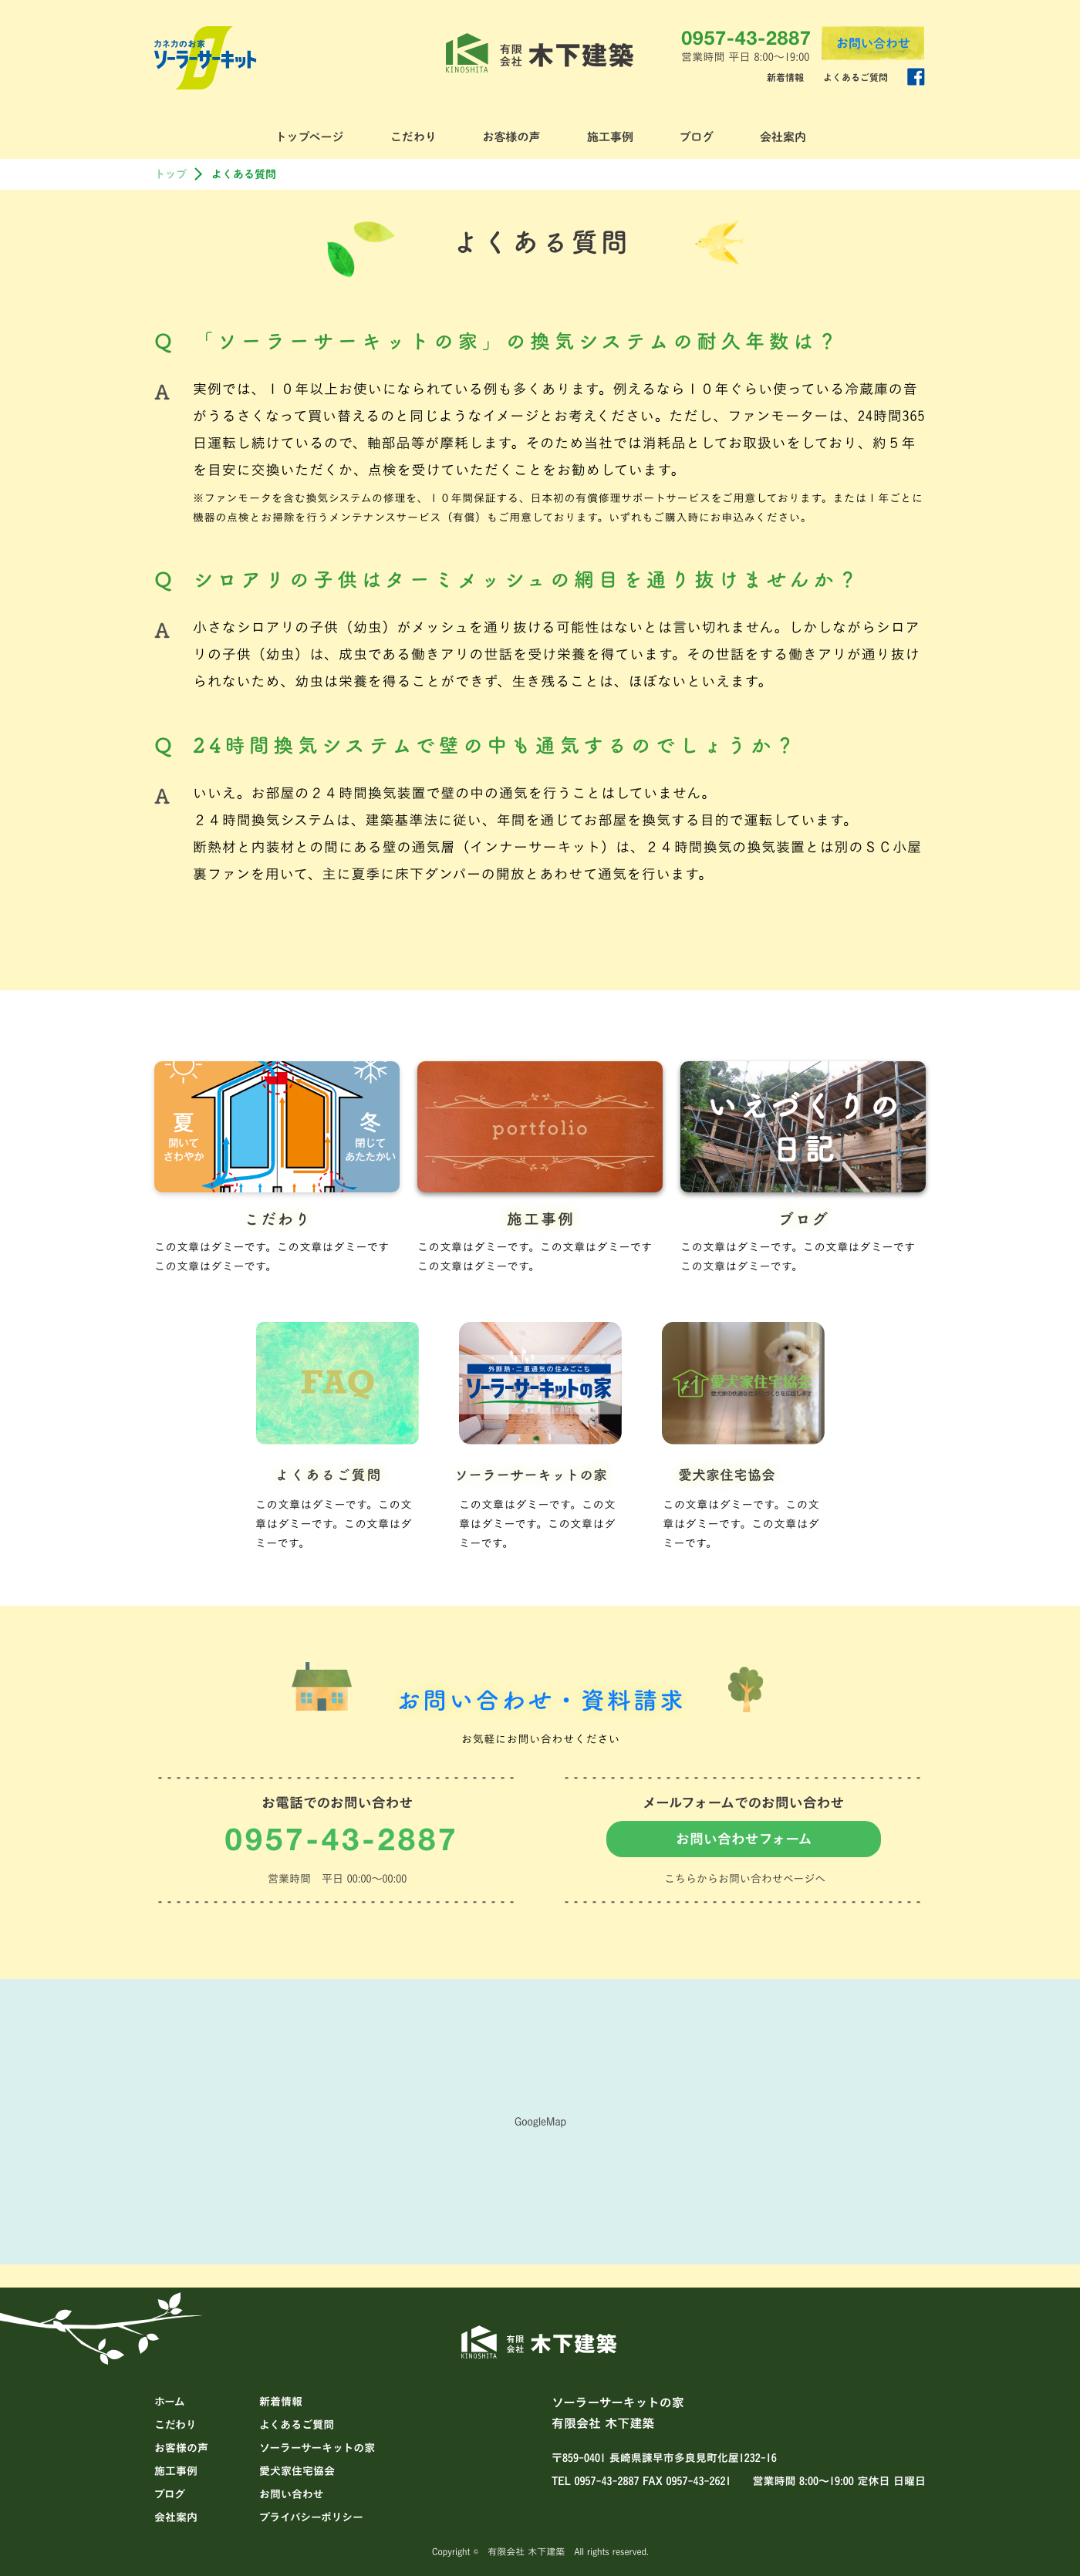 カネカのお家
ソーラーサーキット
有限会社 木下建築
KINOSHITA
0957-43-2887
営業時間 平日 8:00〜19:00
お問い合わせ
新着情報 よくあるご質問
トップページ こだわり お客様の声 施工事例 ブログ 会社案内
トップ よくある質問
よくある質問
Q 「ソーラーサーキットの家」の換気システムの耐久年数は？
A 実例では、１０年以上お使いになられている例も多くあります。例えるなら１０年ぐらい使っている冷蔵庫の音
がうるさくなって買い替えるのと同じようなイメージとお考えください。ただし、ファンモーターは、24時間365
日運転し続けているので、軸部品等が摩耗します。そのため当社では消耗品としてお取扱いをしており、約５年
を目安に交換いただくか、点検を受けていただくことをお勧めしています。
※ファンモータを含む換気システムの修理を、１０年間保証する、日本初の有償修理サポートサービスをご用意しております。または１年ごとに
機器の点検とお掃除を行うメンテナンスサービス（有償）もご用意しております。いずれもご購入時にお申込みください。
Q シロアリの子供はターミメッシュの網目を通り抜けませんか？
A 小さなシロアリの子供（幼虫）がメッシュを通り抜ける可能性はないとは言い切れません。しかしながらシロア
リの子供（幼虫）は、成虫である働きアリの世話を受け栄養を得ています。その世話をする働きアリが通り抜け
られないため、幼虫は栄養を得ることができず、生き残ることは、ほぼないといえます。
Q 24時間換気システムで壁の中も通気するのでしょうか？
A いいえ。お部屋の２４時間換気装置で壁の中の通気を行うことはしていません。
２４時間換気システムは、建築基準法に従い、年間を通じてお部屋を換気する目的で運転しています。
断熱材と内装材との間にある壁の通気層（インナーサーキット）は、２４時間換気の換気装置とは別のＳＣ小屋
裏ファンを用いて、主に夏季に床下ダンパーの開放とあわせて通気を行います。
夏
開いて
さわやか
冬
閉じて
あたたかい
portfolio
いえづくりの
日記
こだわり
この文章はダミーです。この文章はダミーです
この文章はダミーです。
施工事例
この文章はダミーです。この文章はダミーです
この文章はダミーです。
ブログ
この文章はダミーです。この文章はダミーです
この文章はダミーです。
FAQ
外断熱・二重通気の住みごこち
ソーラーサーキットの家
愛犬家住宅協会
愛犬家の快適な住まいづくりを応援します
よくあるご質問
この文章はダミーです。この文
章はダミーです。この文章はダ
ミーです。
ソーラーサーキットの家
この文章はダミーです。この文
章はダミーです。この文章はダ
ミーです。
愛犬家住宅協会
この文章はダミーです。この文
章はダミーです。この文章はダ
ミーです。
お問い合わせ・資料請求
お気軽にお問い合わせください
お電話でのお問い合わせ
0957-43-2887
営業時間　平日 00:00〜00:00
メールフォームでのお問い合わせ
お問い合わせフォーム
こちらからお問い合わせページへ
GoogleMap
有限会社 木下建築
KINOSHITA
ホーム
こだわり
お客様の声
施工事例
ブログ
会社案内
新着情報
よくあるご質問
ソーラーサーキットの家
愛犬家住宅協会
お問い合わせ
プライバシーポリシー
ソーラーサーキットの家
有限会社 木下建築
〒859-0401 長崎県諫早市多良見町化屋1232-16
TEL 0957-43-2887 FAX 0957-43-2621　営業時間 8:00〜19:00 定休日 日曜日
Copyright ©　有限会社 木下建築　All rights reserved.